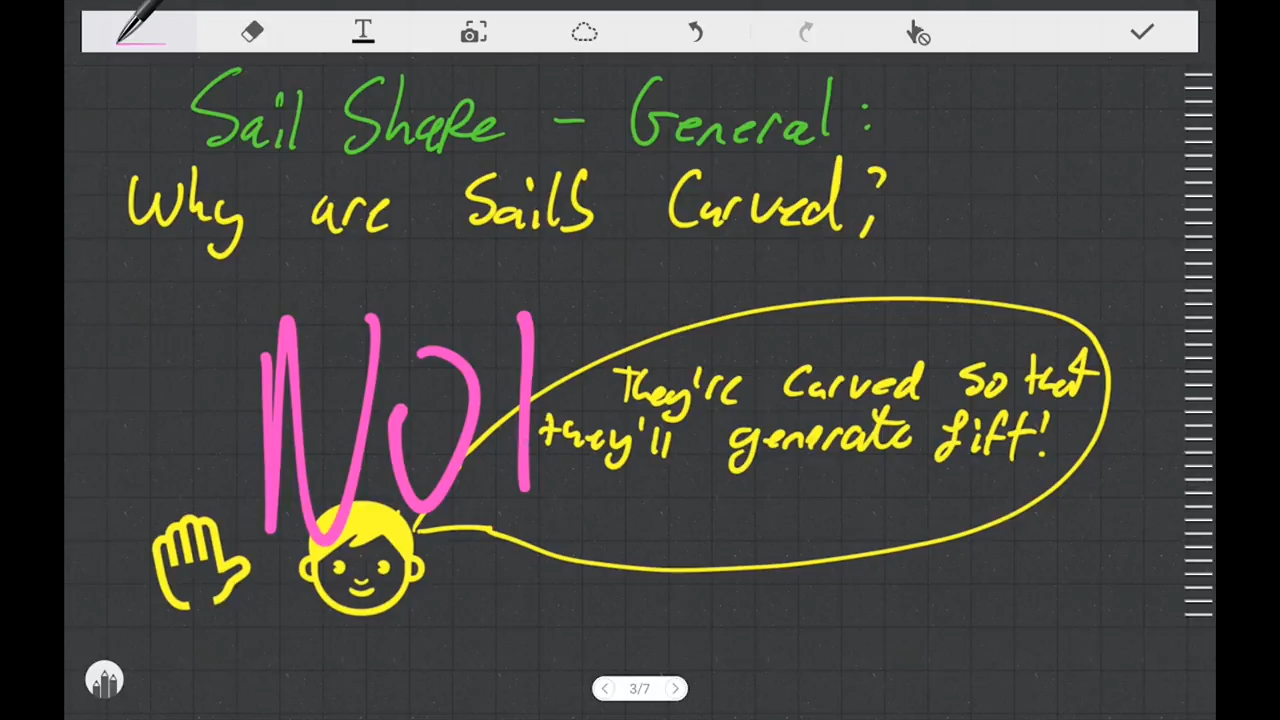 T
Sail Shape - General:
Why are Sails Curved?
NO!
They're curved so that
they'll generate lift!
3/7